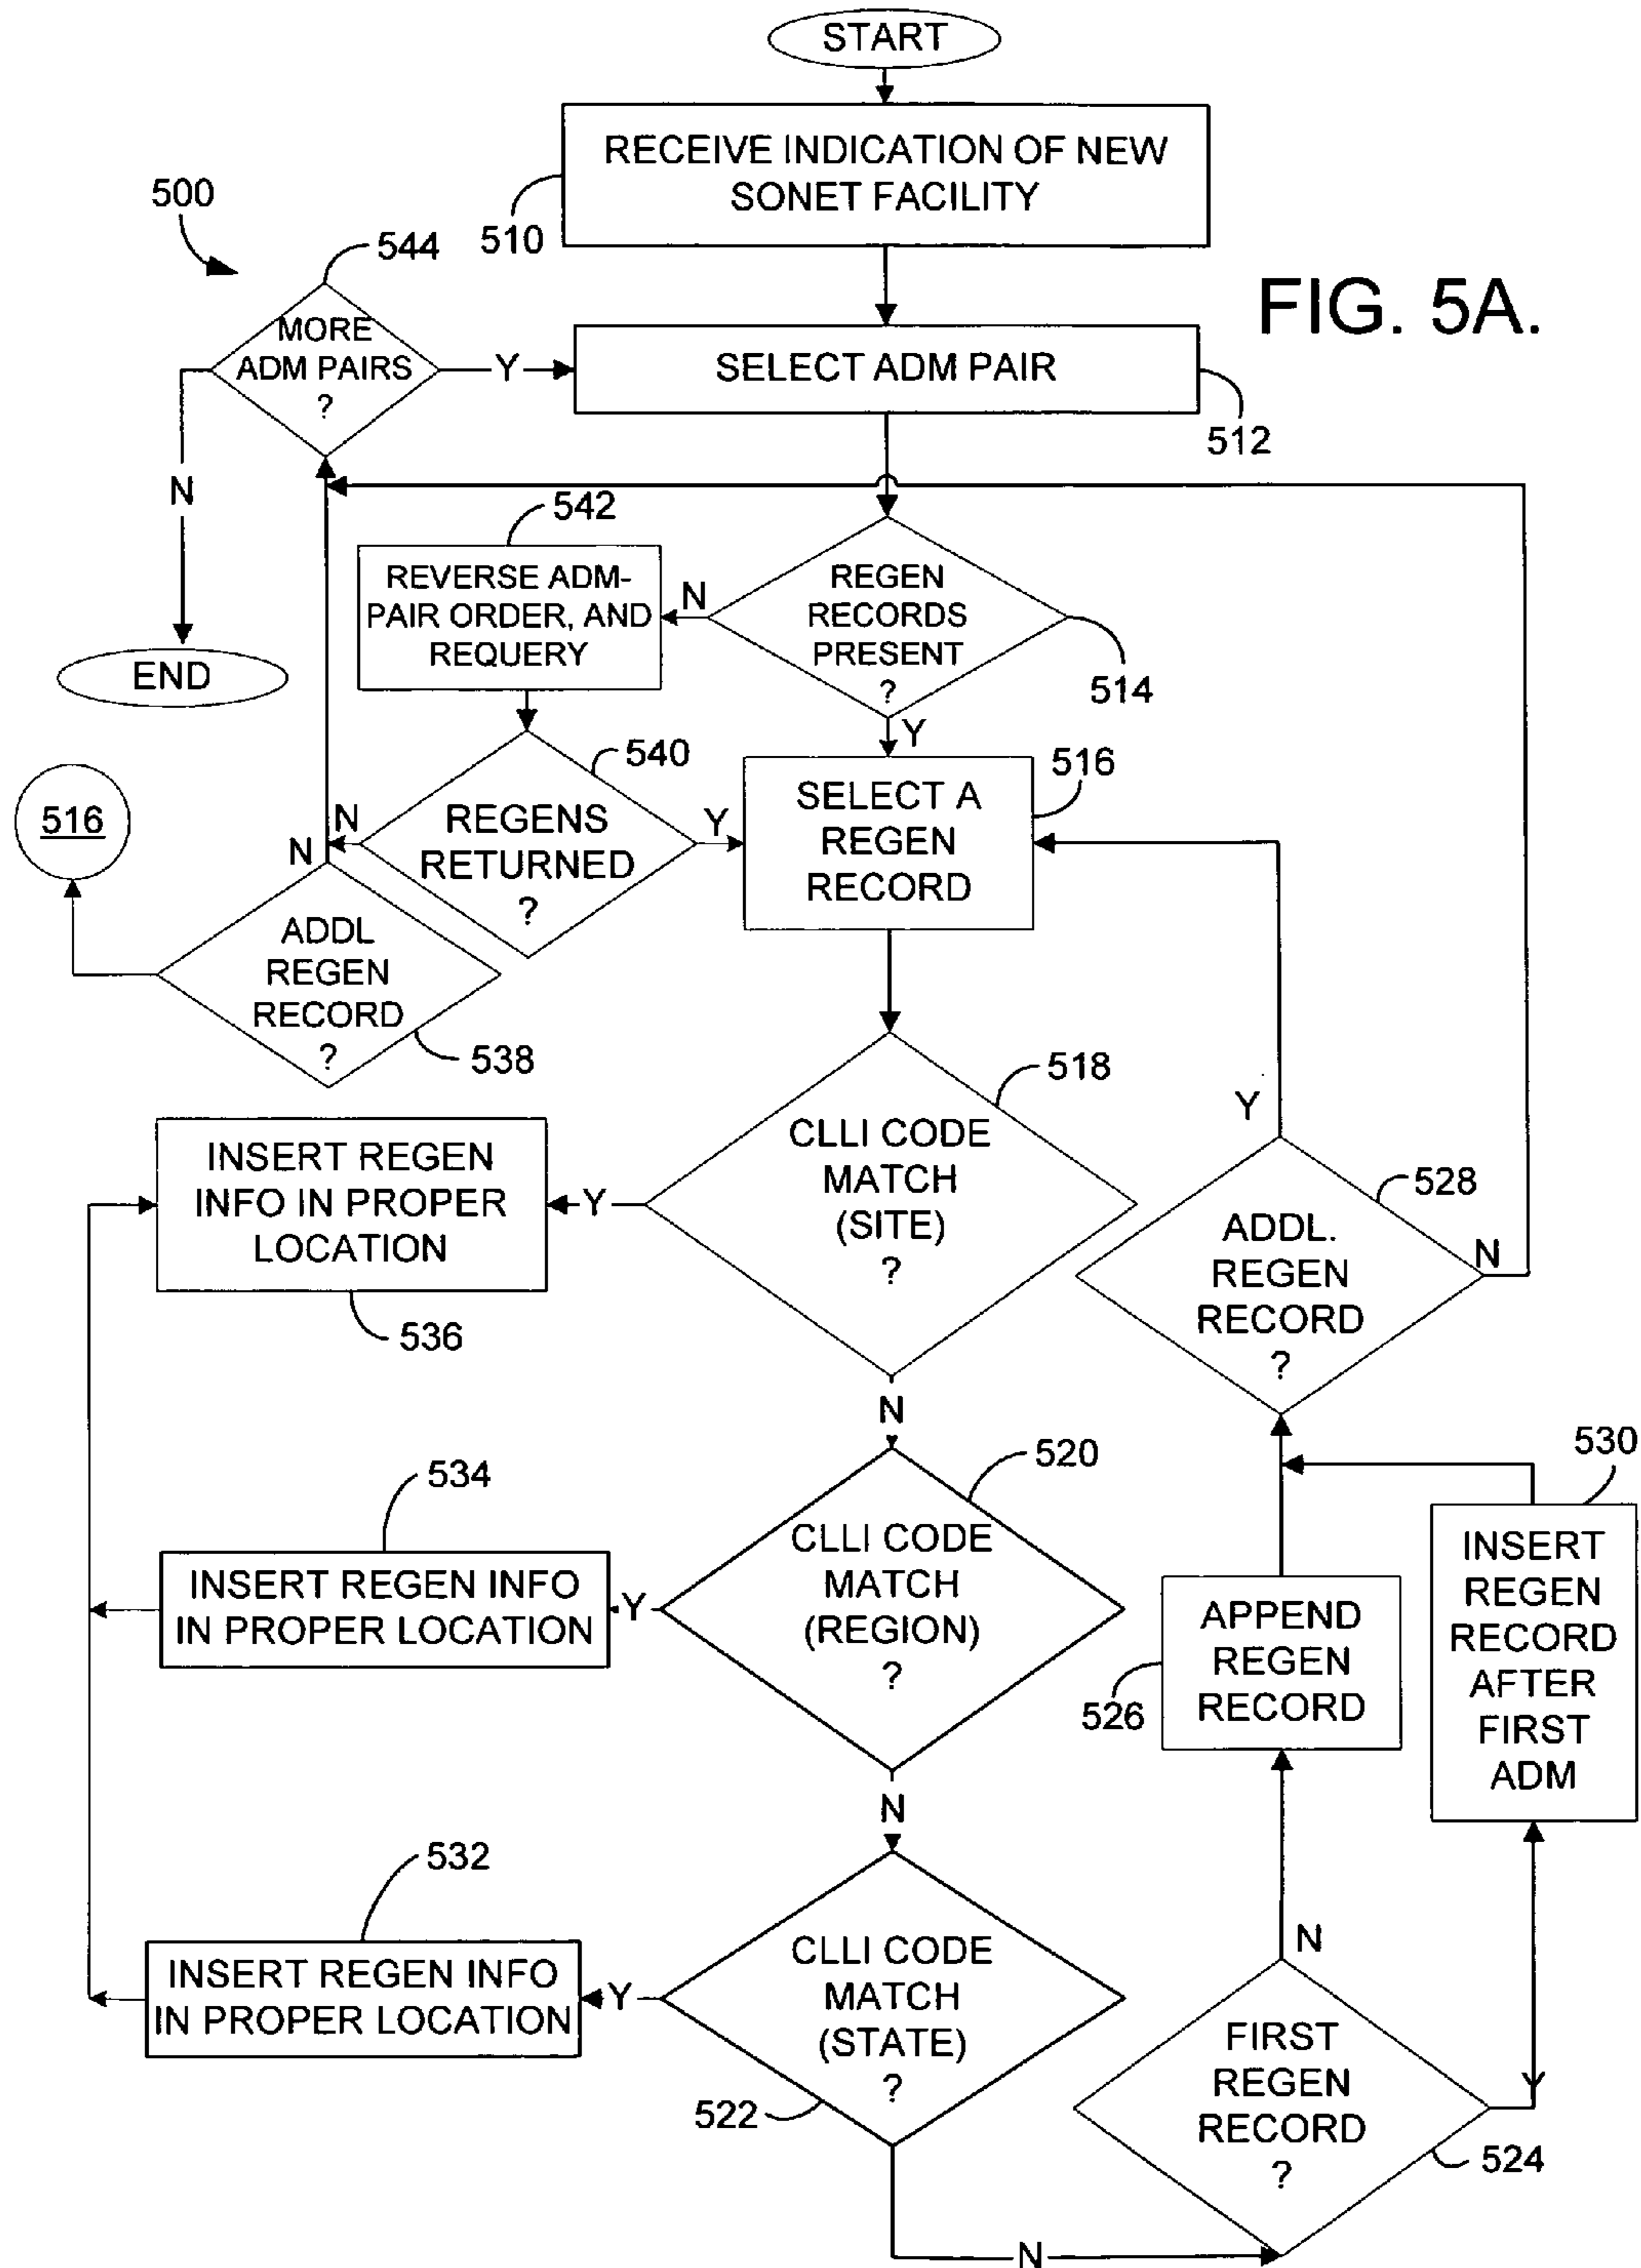 START
RECEIVE INDICATION OF NEW
SONET FACILITY
510
500
544
FIG. 5A.
MORE
ADM PAIRS
?
Y
SELECT ADM PAIR
512
N
END
542
REVERSE ADM-
PAIR ORDER, AND
REQUERY
N
REGEN
RECORDS
PRESENT
?
514
Y
540
REGENS
RETURNED
?
N
Y
516
SELECT A
REGEN
RECORD
516
N
ADDL
REGEN
RECORD
?
538
518
CLLI CODE
MATCH
(SITE)
?
Y
INSERT REGEN
INFO IN PROPER
LOCATION
536
Y
528
ADDL.
REGEN
RECORD
?
N
N
520
CLLI CODE
MATCH
(REGION)
?
Y
534
INSERT REGEN INFO
IN PROPER LOCATION
530
INSERT
REGEN
RECORD
AFTER
FIRST
ADM
APPEND
REGEN
RECORD
526
N
532
INSERT REGEN INFO
IN PROPER LOCATION
Y
CLLI CODE
MATCH
(STATE)
?
522
N
N
FIRST
REGEN
RECORD
?
Y
524